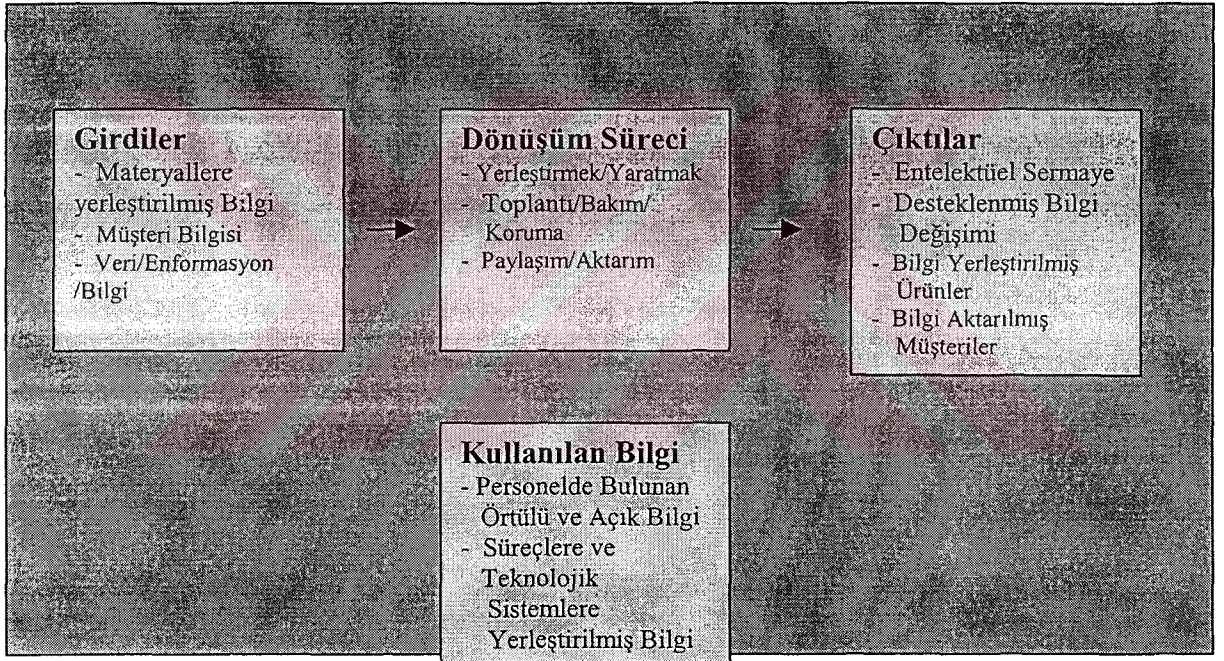 Girdiler
- Materyallere
yerleştirilmiş Bilgi
- Müşteri Bilgisi
- Veri/Enformasyon
/Bilgi
Dönüşüm Süreci
- Yerleştirmek/Yaratmak
- Toplantı/Bakım/
Koruma
- Paylaşım/Aktarım
Çıktılar
- Entelektüel Sermaye
- Desteklenmiş Bilgi
Değişimi
- Bilgi Yerleştirilmiş
Ürünler
- Bilgi Aktarılmış
Müşteriler
Kullanılan Bilgi
- Personelde Bulunan
Örtülü ve Açık Bilgi
- Süreçlere ve
Teknolojik
Sistemlere
Yerleştirilmiş Bilgi